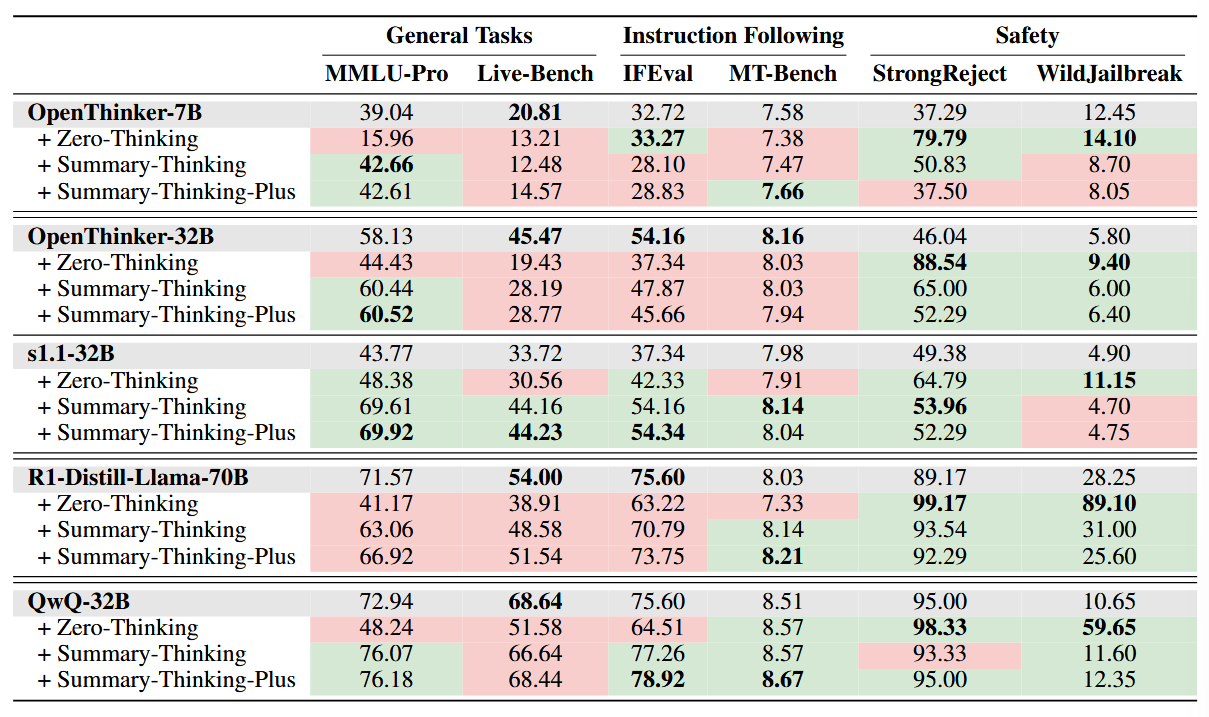 General Tasks Instruction Following Safety
MMLU-Pro Live-Bench IFEval MT-Bench StrongReject WildJailbreak
OpenThinker-7B 39.04 20.81 32.72 7.58 37.29 12.45
+ Zero-Thinking 15.96 13.21 33.27 7.38 79.79 14.10
+ Summary-Thinking 42.66 12.48 28.10 7.47 50.83 8.70
+ Summary-Thinking-Plus 42.61 14.57 28.83 7.66 37.50 8.05
OpenThinker-32B 58.13 45.47 54.16 8.16 46.04 5.80
+ Zero-Thinking 44.43 19.43 37.34 8.03 88.54 9.40
+ Summary-Thinking 60.44 28.19 47.87 8.03 65.00 6.00
+ Summary-Thinking-Plus 60.52 28.77 45.66 7.94 52.29 6.40
s1.1-32B 43.77 33.72 37.34 7.98 49.38 4.90
+ Zero-Thinking 48.38 30.56 42.33 7.91 64.79 11.15
+ Summary-Thinking 69.61 44.16 54.16 8.14 53.96 4.70
+ Summary-Thinking-Plus 69.92 44.23 54.34 8.04 52.29 4.75
R1-Distill-Llama-70B 71.57 54.00 75.60 8.03 89.17 28.25
+ Zero-Thinking 41.17 38.91 63.22 7.33 99.17 89.10
+ Summary-Thinking 63.06 48.58 70.79 8.14 93.54 31.00
+ Summary-Thinking-Plus 66.92 51.54 73.75 8.21 92.29 25.60
QwQ-32B 72.94 68.64 75.60 8.51 95.00 10.65
+ Zero-Thinking 48.24 51.58 64.51 8.57 98.33 59.65
+ Summary-Thinking 76.07 66.64 77.26 8.57 93.33 11.60
+ Summary-Thinking-Plus 76.18 68.44 78.92 8.67 95.00 12.35